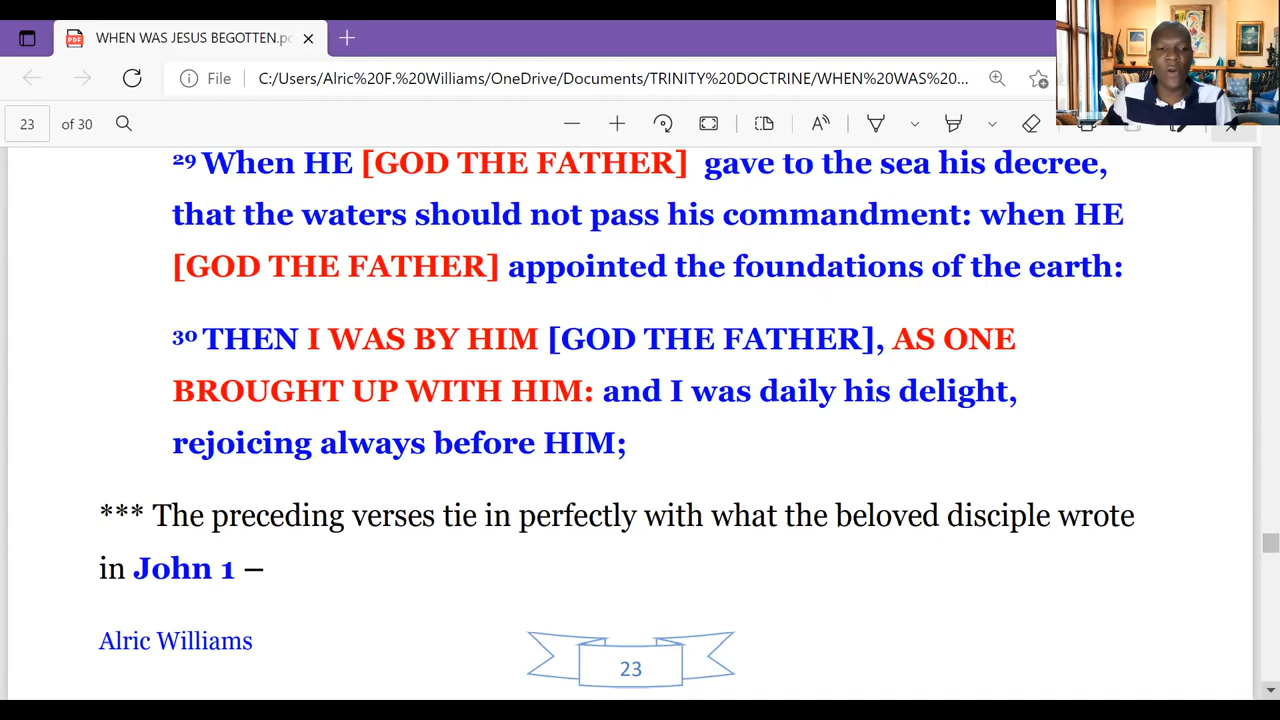 WHEN WAS JESUS BEGOTTEN.pd
File
C:/Users/Alric%20F.%20Williams/OneDrive/Documents/TRINITY%20DOCTRINE/WHEN%20WAS%20...
23 of 30
²⁹ When HE [GOD THE FATHER] gave to the sea his decree,
that the waters should not pass his commandment: when HE
[GOD THE FATHER] appointed the foundations of the earth:
³⁰ THEN I WAS BY HIM [GOD THE FATHER], AS ONE
BROUGHT UP WITH HIM: and I was daily his delight,
rejoicing always before HIM;
*** The preceding verses tie in perfectly with what the beloved disciple wrote
in John 1 –
Alric Williams
23